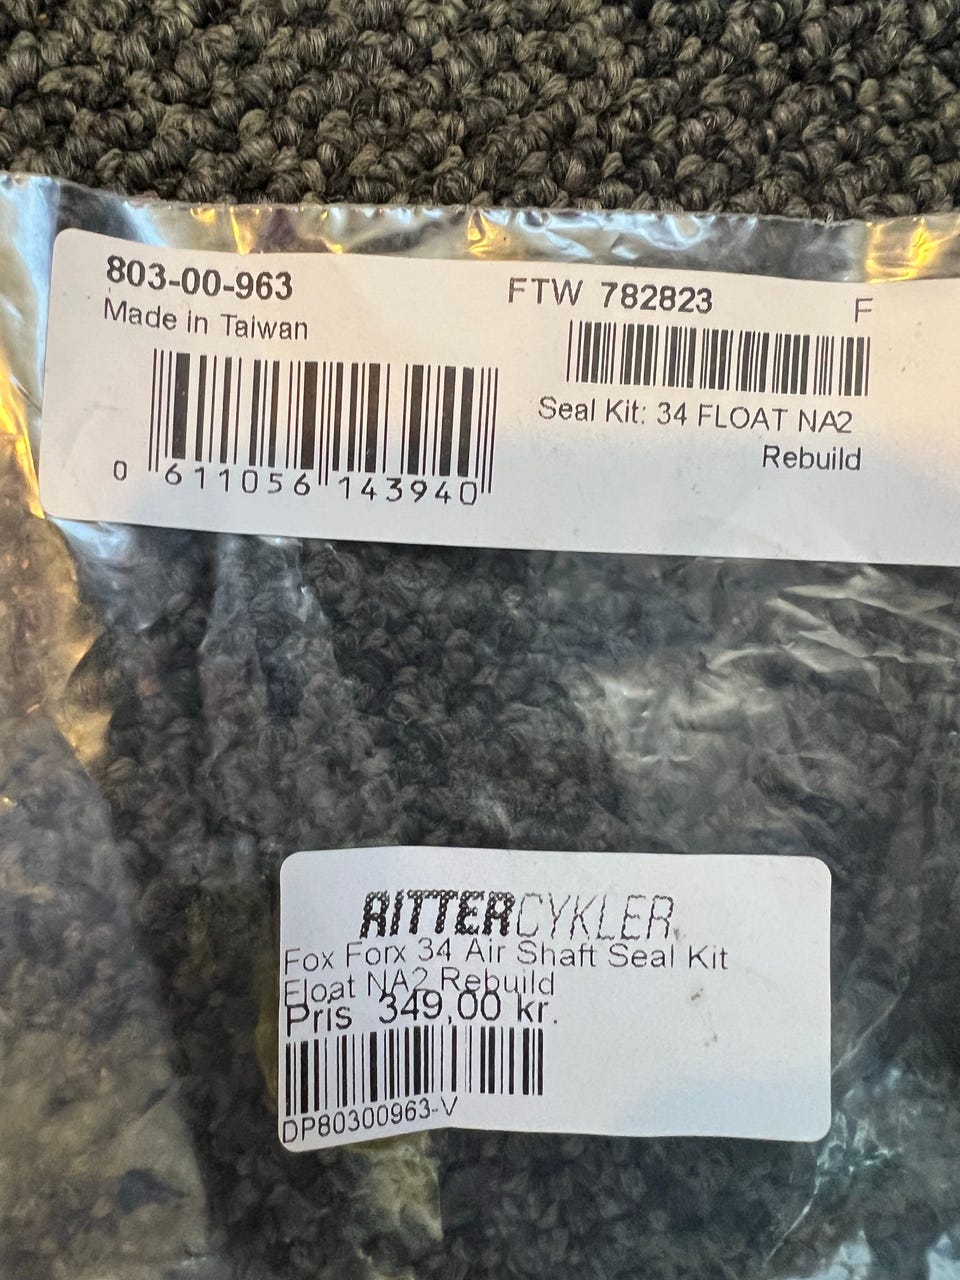 803-00-963
Made in Taiwan
0 611056 143940
FTW 782823 F
Seal Kit: 34 FLOAT NA2
Rebuild
RITTERCYKLER
Fox Forx 34 Air Shaft Seal Kit
Float NA2 Rebuild
Pris 349,00 kr.
DP80300963-V